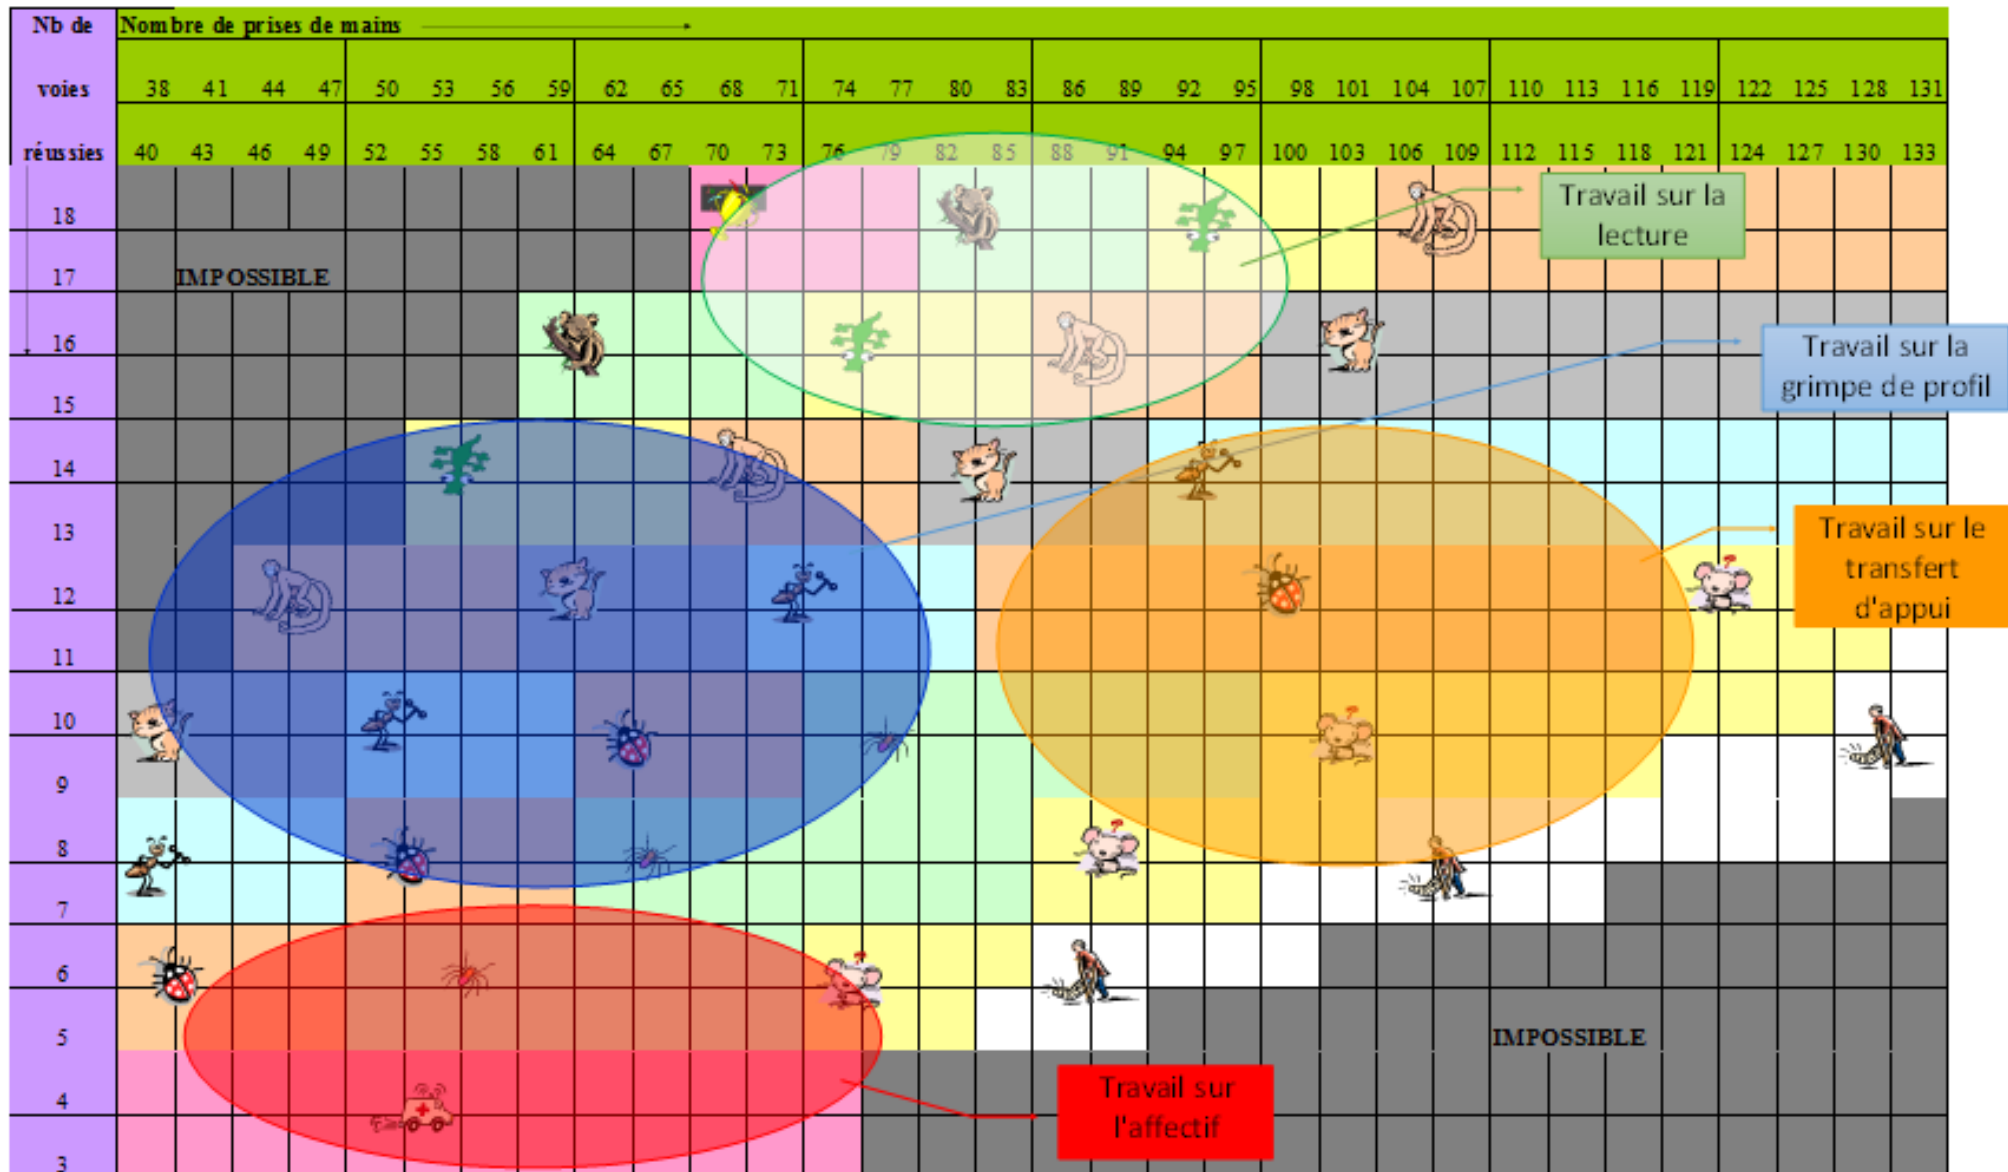 Nb de
Nombre de prises de mains
voies
38 41 44 47 50 53 56 59 62 65 68 71 74 77 80 83 86 89 92 95 98 101 104 107 110 113 116 119 122 125 128 131
réussies
40 43 46 49 52 55 58 61 64 67 70 73 76 79 82 85 88 91 94 97 100 103 106 109 112 115 118 121 124 127 130 133
18
Travail sur la
lecture
17
IMPOSSIBLE
16
Travail sur la
grimpe de profil
15
14
13
Travail sur le
transfert
d'appui
12
11
10
9
8
7
6
5
IMPOSSIBLE
4
Travail sur
l'affectif
3